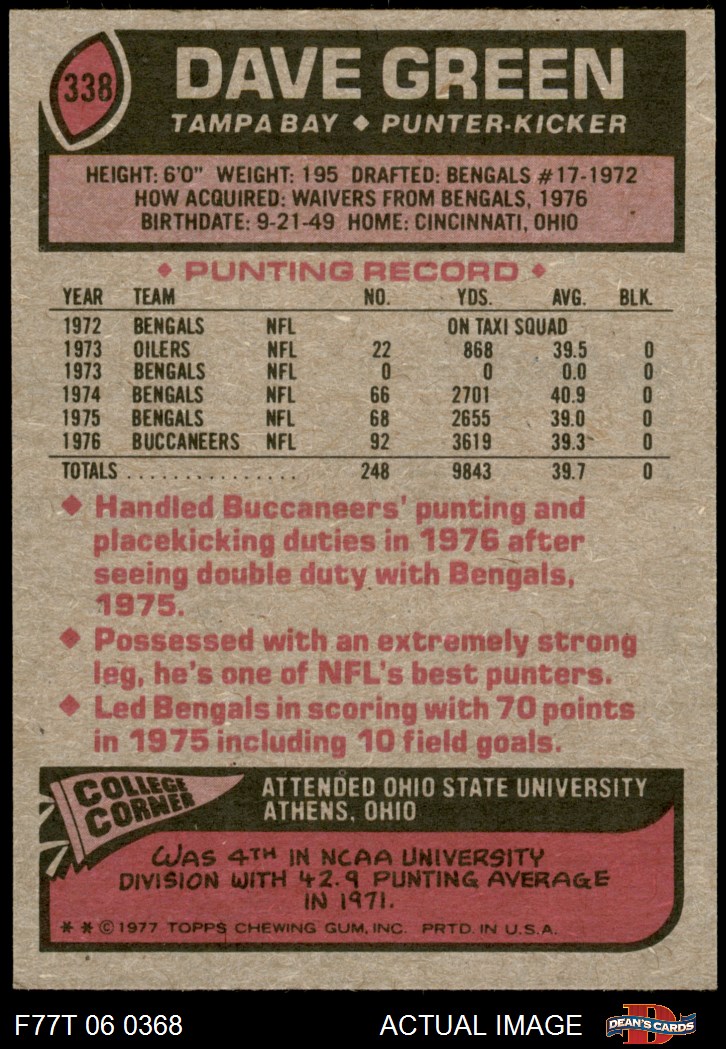 338
DAVE GREEN
TAMPA BAY ◆ PUNTER-KICKER
HEIGHT: 6'0" WEIGHT: 195 DRAFTED: BENGALS #17-1972
HOW ACQUIRED: WAIVERS FROM BENGALS, 1976
BIRTHDATE: 9-21-49 HOME: CINCINNATI, OHIO
◆ PUNTING RECORD ◆
YEAR TEAM NO. YDS. AVG. BLK.
1972 BENGALS NFL ON TAXI SQUAD
1973 OILERS NFL 22 868 39.5 0
1973 BENGALS NFL 0 0 0.0 0
1974 BENGALS NFL 66 2701 40.9 0
1975 BENGALS NFL 68 2655 39.0 0
1976 BUCCANEERS NFL 92 3619 39.3 0
TOTALS ................ 248 9843 39.7 0
◆ Handled Buccaneers' punting and
placekicking duties in 1976 after
seeing double duty with Bengals,
1975.
◆ Possessed with an extremely strong
leg, he's one of NFL's best punters.
◆ Led Bengals in scoring with 70 points
in 1975 including 10 field goals.
COLLEGE
CORNER
ATTENDED OHIO STATE UNIVERSITY
ATHENS, OHIO
WAS 4TH IN NCAA UNIVERSITY
DIVISION WITH 42.9 PUNTING AVERAGE
IN 1971.
* * © 1977 TOPPS CHEWING GUM, INC. PRTD. IN U.S.A.
F77T 06 0368 ACTUAL IMAGE
D
DEAN'S CARDS